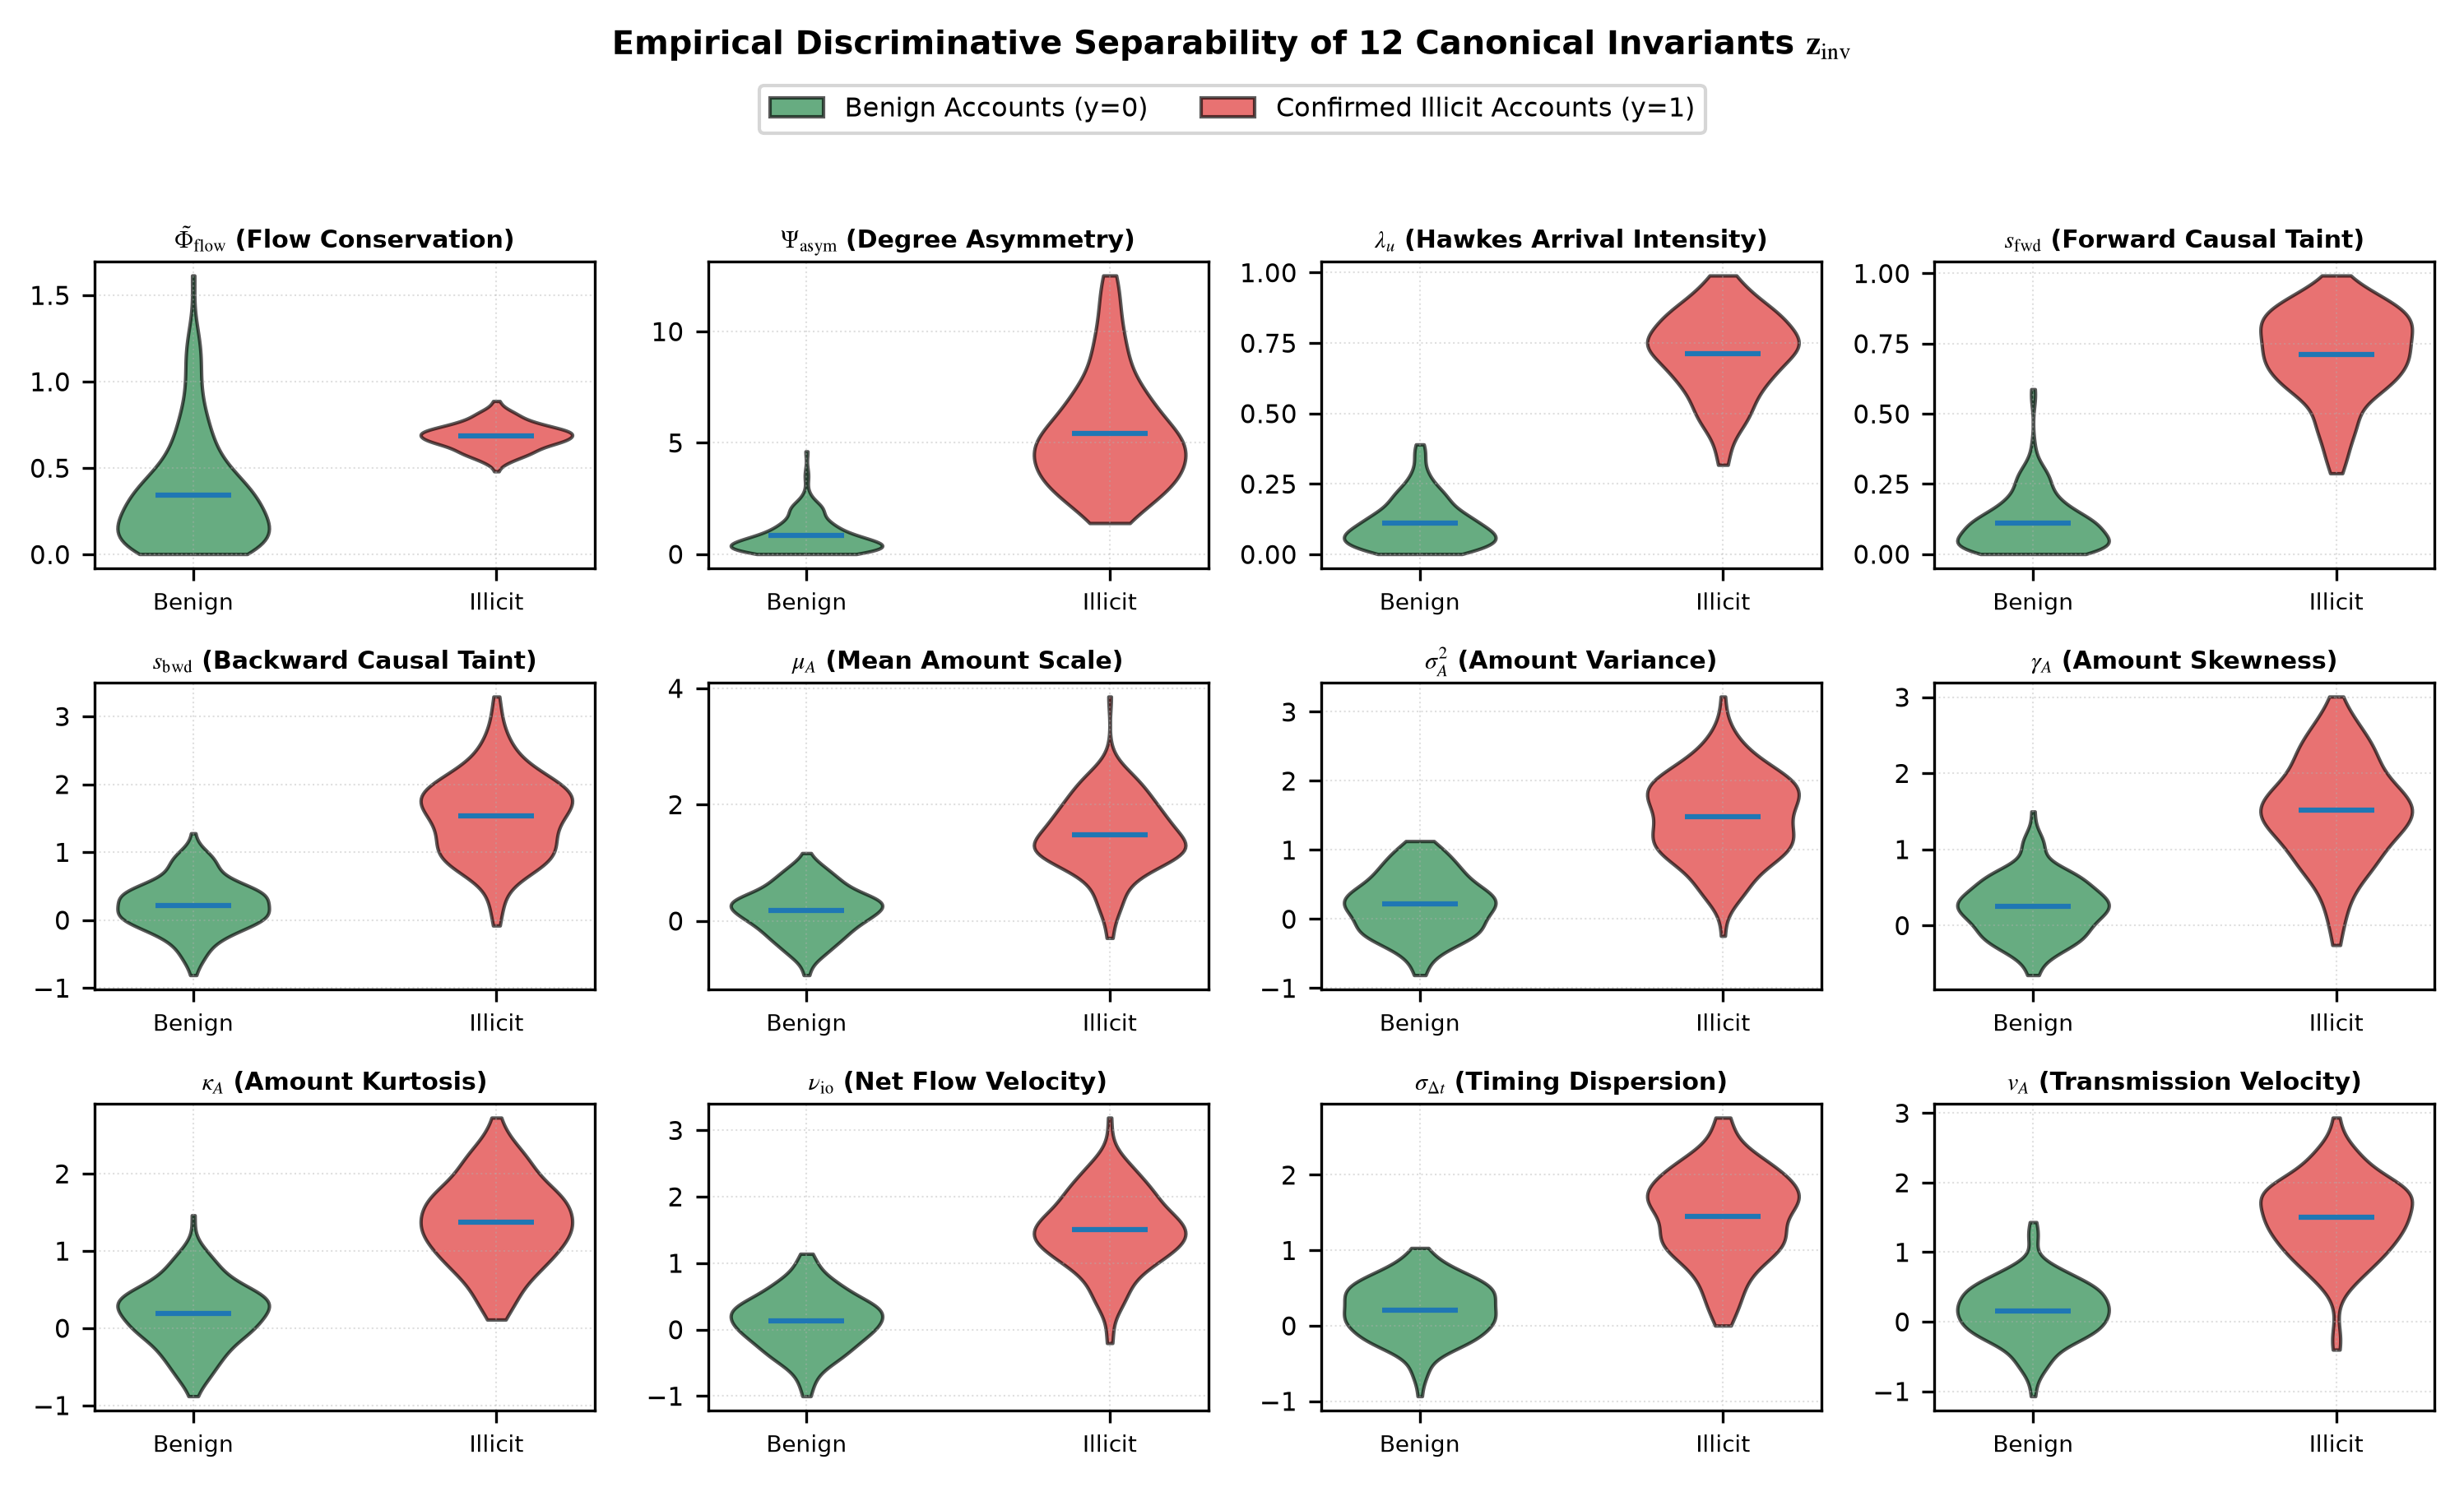 Empirical Discriminative Separability of 12 Canonical Invariants z_inv
Benign Accounts (y=0) Confirmed Illicit Accounts (y=1)
Φ̃_flow (Flow Conservation)
1.5
1.0
0.5
0.0
Benign Illicit
Ψ_asym (Degree Asymmetry)
10
5
0
Benign Illicit
λ_u (Hawkes Arrival Intensity)
1.00
0.75
0.50
0.25
0.00
Benign Illicit
s_fwd (Forward Causal Taint)
1.00
0.75
0.50
0.25
0.00
Benign Illicit
s_bwd (Backward Causal Taint)
3
2
1
0
−1
Benign Illicit
μ_A (Mean Amount Scale)
4
2
0
Benign Illicit
σ²_A (Amount Variance)
3
2
1
0
−1
Benign Illicit
γ_A (Amount Skewness)
3
2
1
0
Benign Illicit
κ_A (Amount Kurtosis)
2
1
0
−1
Benign Illicit
ν_io (Net Flow Velocity)
3
2
1
0
−1
Benign Illicit
σ_Δt (Timing Dispersion)
2
1
0
−1
Benign Illicit
v_A (Transmission Velocity)
3
2
1
0
−1
Benign Illicit